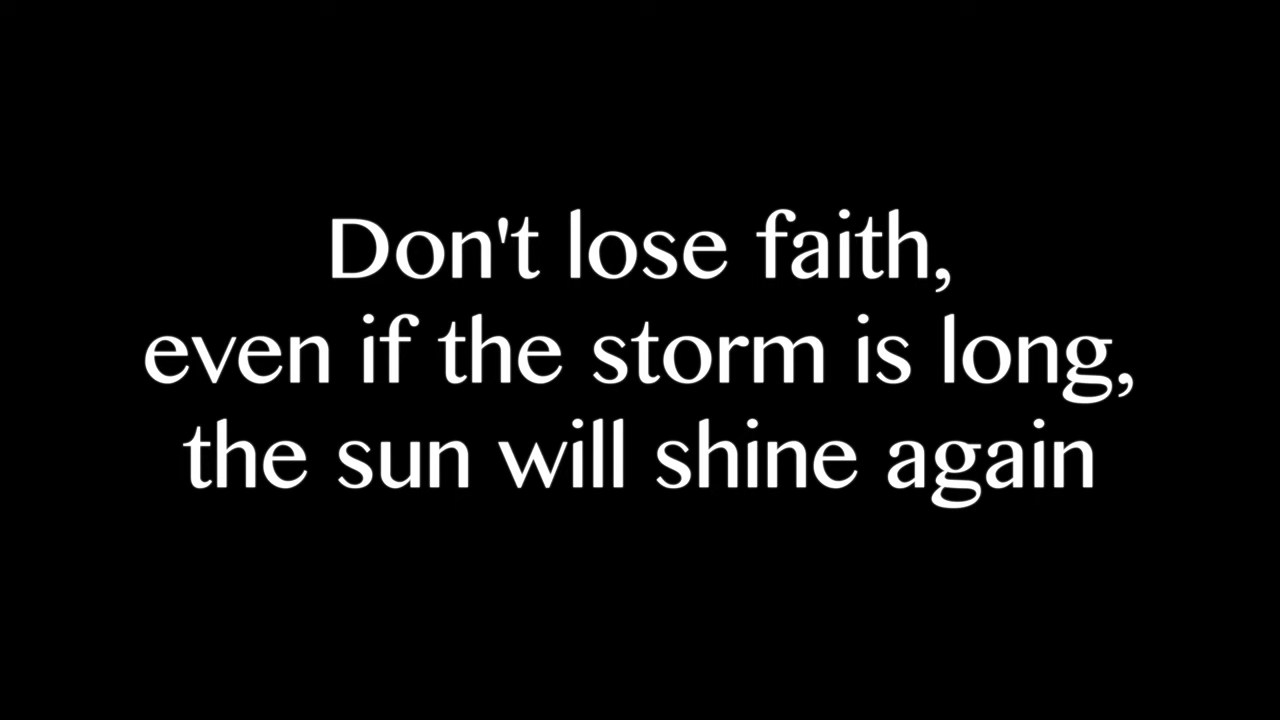 Don't lose faith,
even if the storm is long,
the sun will shine again